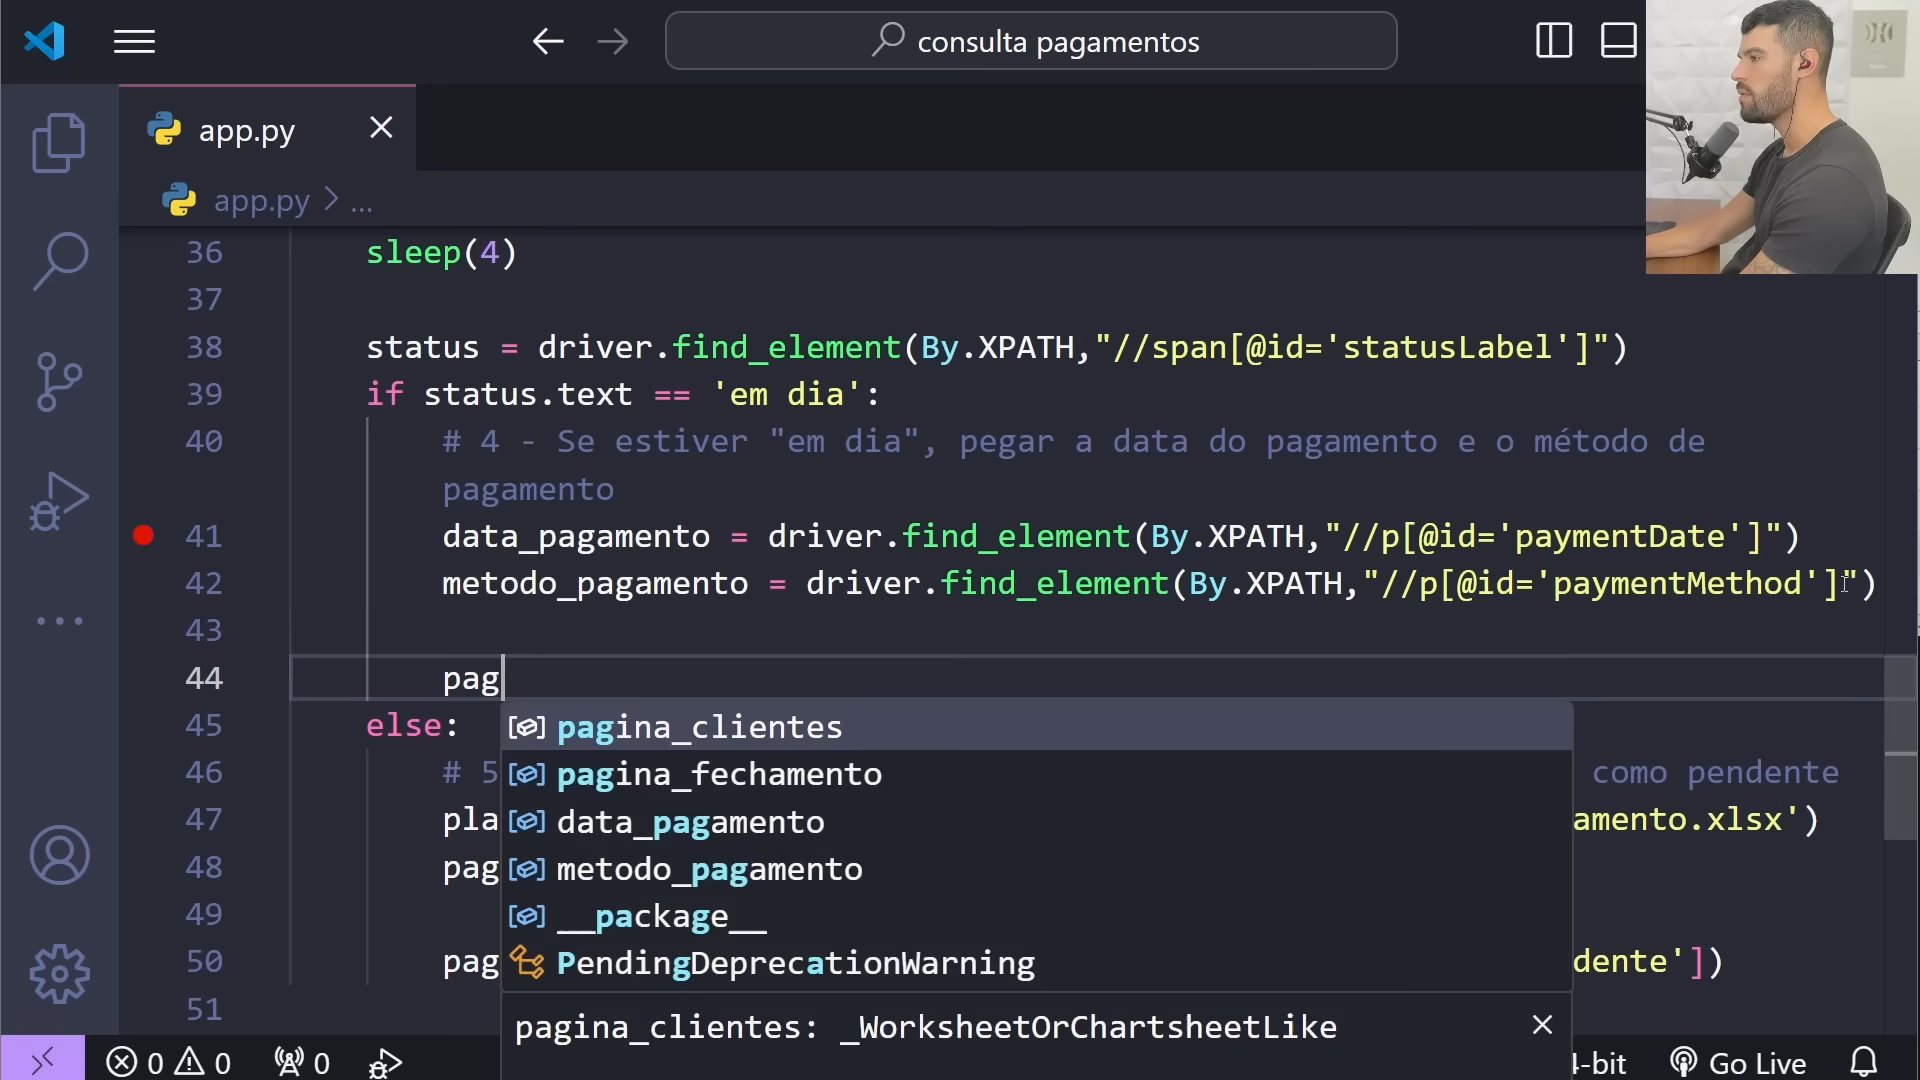 consulta pagamentos
app.py
app.py > ...
36 sleep(4)
37
38 status = driver.find_element(By.XPATH,"//span[@id='statusLabel']")
39 if status.text == 'em dia':
40 # 4 - Se estiver "em dia", pegar a data do pagamento e o método de
pagamento
41 data_pagamento = driver.find_element(By.XPATH,"//p[@id='paymentDate']")
42 metodo_pagamento = driver.find_element(By.XPATH,"//p[@id='paymentMethod']")
43
44 pag
45 else:
pagina_clientes
46 # 5 como pendente
pagina_fechamento
47 pla amento.xlsx')
data_pagamento
48 pag
metodo_pagamento
49
__package__
50 pag dente'])
PendingDeprecationWarning
51
pagina_clientes: _WorksheetOrChartsheetLike
0 0 0 4-bit Go Live